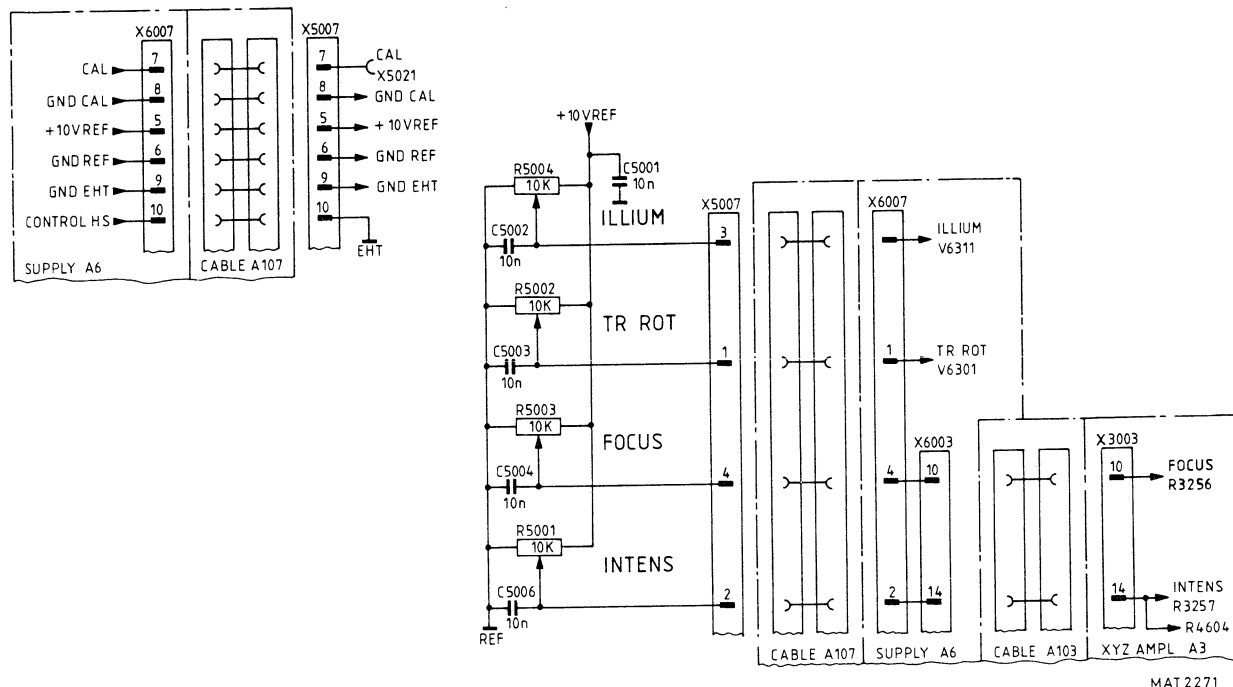 X6007
X5007
7
CAL
7
CAL
X5021
8
GND CAL
8
GND CAL
5
+10VREF
5
+10VREF
6
GND REF
6
GND REF
9
GND EHT
9
GND EHT
10
CONTROL HS
10
EHT
SUPPLY A6
CABLE A107
+10VREF
R5004
10K
C5001
10n
ILLIUM
C5002
10n
X5007
3
X6007
ILLIUM
V6311
R5002
10K
TR ROT
C5003
10n
1
1
TR ROT
V6301
R5003
10K
FOCUS
C5004
10n
4
4
X6003
10
X3003
10
FOCUS
R3256
R5001
10K
INTENS
C5006
10n
REF
2
2
14
14
INTENS
R3257
R4604
CABLE A107
SUPPLY A6
CABLE A103
XYZ AMPL A3
MAT2271